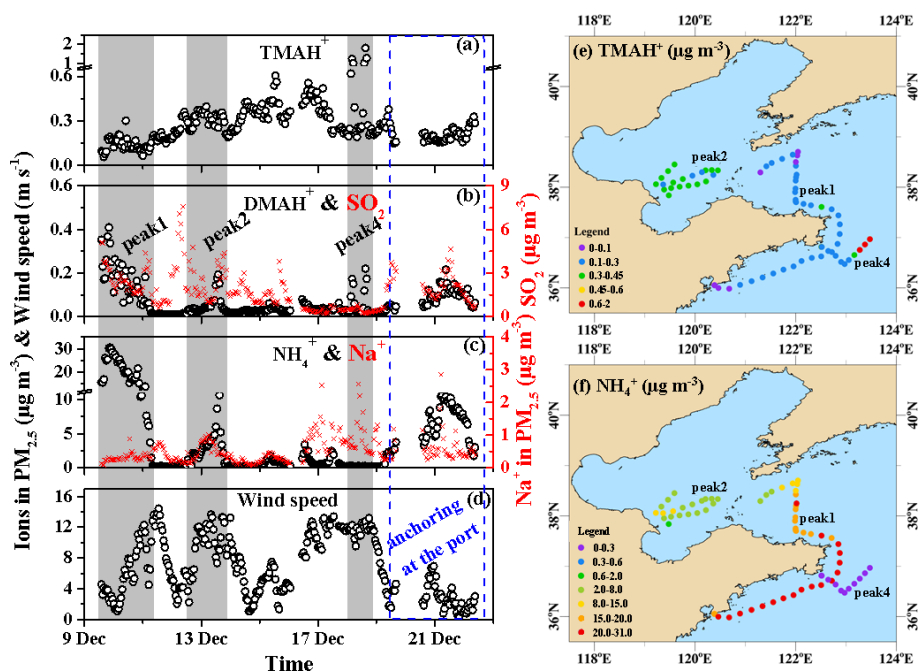 (a)
TMAH+
2
1
0.6
0.3
0.0
(b)
DMAH+ & SO2
peak1
peak2
peak4
0.6
0.4
0.2
0.0
9
6
3
0
(c)
NH4+ & Na+
30
20
10
5
0
4
3
2
1
0
(d)
Wind speed
anchoring
at the port
16
12
8
4
0
9 Dec 13 Dec 17 Dec 21 Dec
Time
Ions in PM2.5 (µg m-3) & Wind speed (m s-1)
Na+ in PM2.5 (µg m-3) SO2 (µg m-3)
118°E 120°E 122°E 124°E
(e) TMAH+ (µg m-3)
40°N
38°N
36°N
peak2
peak1
peak4
Legend
0-0.1
0.1-0.3
0.3-0.45
0.45-0.6
0.6-2
(f) NH4+ (µg m-3)
40°N
38°N
36°N
peak2
peak1
peak4
Legend
0-0.3
0.3-0.6
0.6-2.0
2.0-8.0
8.0-15.0
15.0-20.0
20.0-31.0
118°E 120°E 122°E 124°E